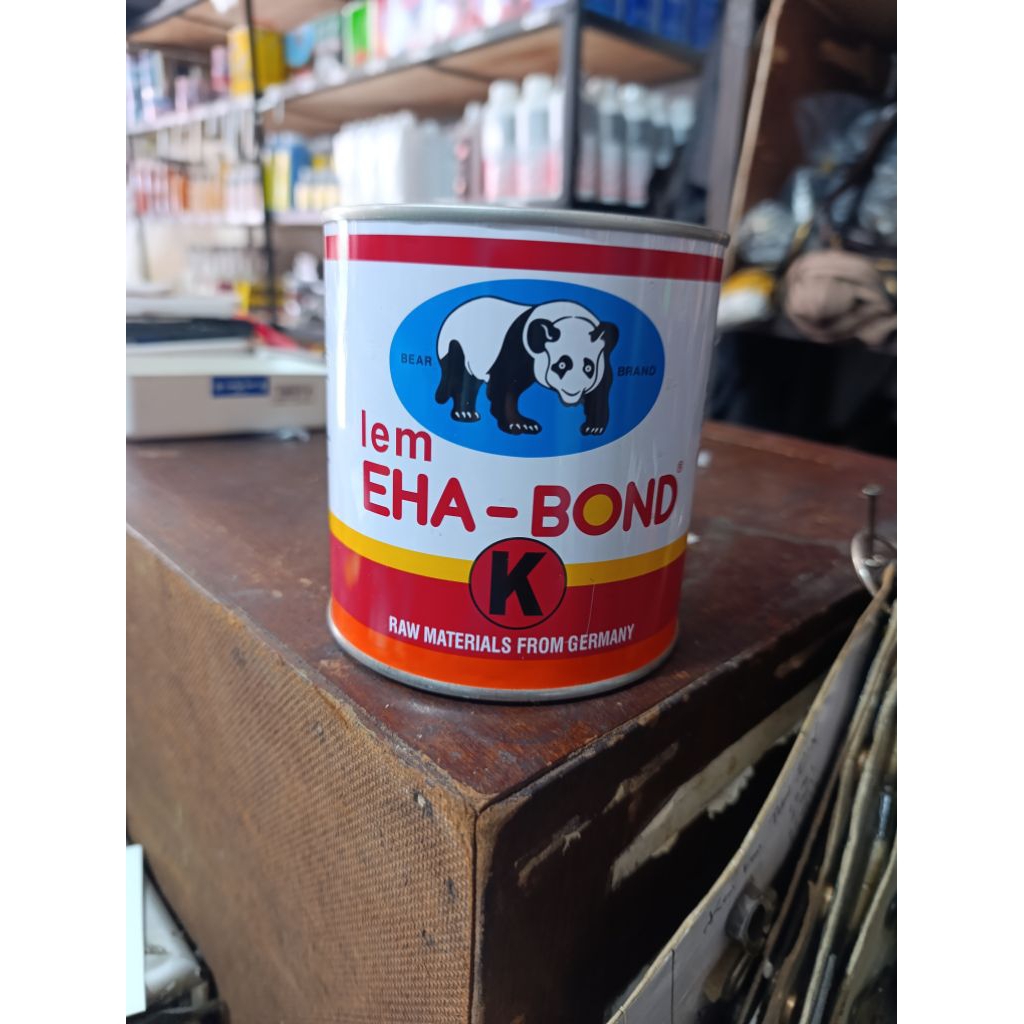 BEAR BRAND
lem
EHA-BOND®
K
RAW MATERIALS FROM GERMANY